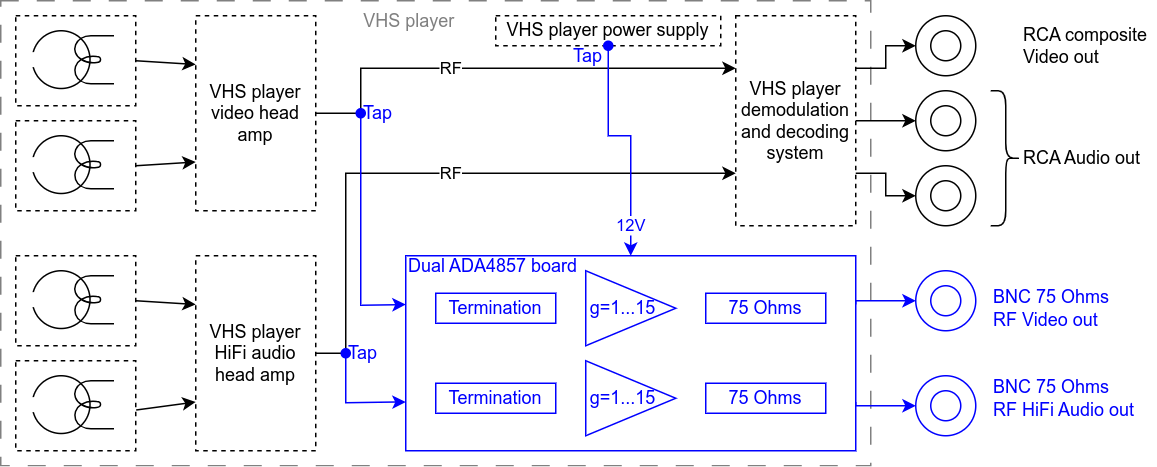 VHS player
VHS player power supply
Tap
RCA composite
Video out
VHS player
video head
amp
Tap
RF
VHS player
demodulation
and decoding
system
RCA Audio out
RF
12V
VHS player
HiFi audio
head amp
Tap
Dual ADA4857 board
Termination
g=1...15
75 Ohms
BNC 75 Ohms
RF Video out
Termination
g=1...15
75 Ohms
BNC 75 Ohms
RF HiFi Audio out